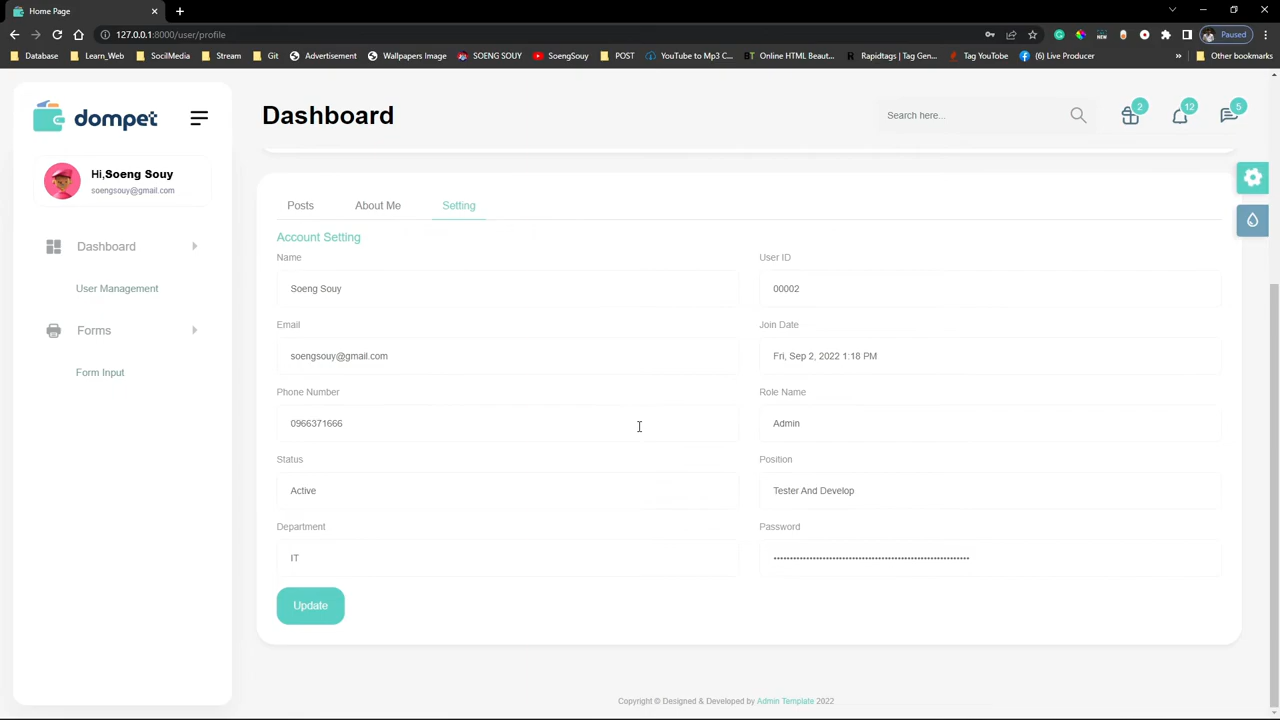 Home Page
127.0.0.1:8000/user/profile
Paused
Database
Learn_Web
SocilMedia
Stream
Git
Advertisement
Wallpapers Image
SOENG SOUY
SoengSouy
POST
YouTube to Mp3 C...
Online HTML Beaut...
Rapidtags | Tag Gen...
Tag YouTube
(1) Live Producer
»
Other bookmarks
dompet
Dashboard
Search here...
2
12
5
Hi,Soeng Souy
soengsouy@gmail.com
Dashboard
User Management
Forms
Form Input
Posts
About Me
Setting
Account Setting
Name
User ID
Soeng Souy
00002
Email
Join Date
soengsouy@gmail.com
Fri, Sep 2, 2022 1:18 PM
Phone Number
Role Name
0966371666
Admin
Status
Position
Active
Tester And Develop
Department
Password
IT
Update
Copyright © Designed & Developed by Admin Template 2022